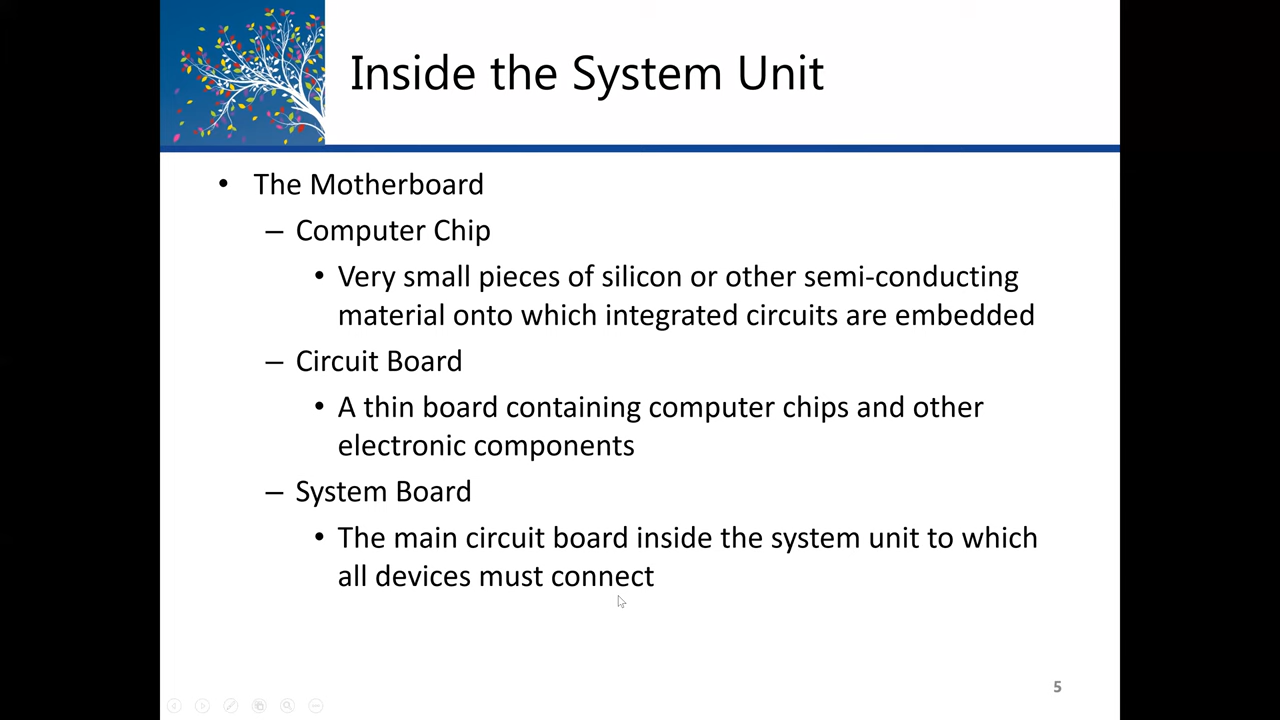 Inside the System Unit
• The Motherboard
– Computer Chip
• Very small pieces of silicon or other semi-conducting
material onto which integrated circuits are embedded
– Circuit Board
• A thin board containing computer chips and other
electronic components
– System Board
• The main circuit board inside the system unit to which
all devices must connect
5